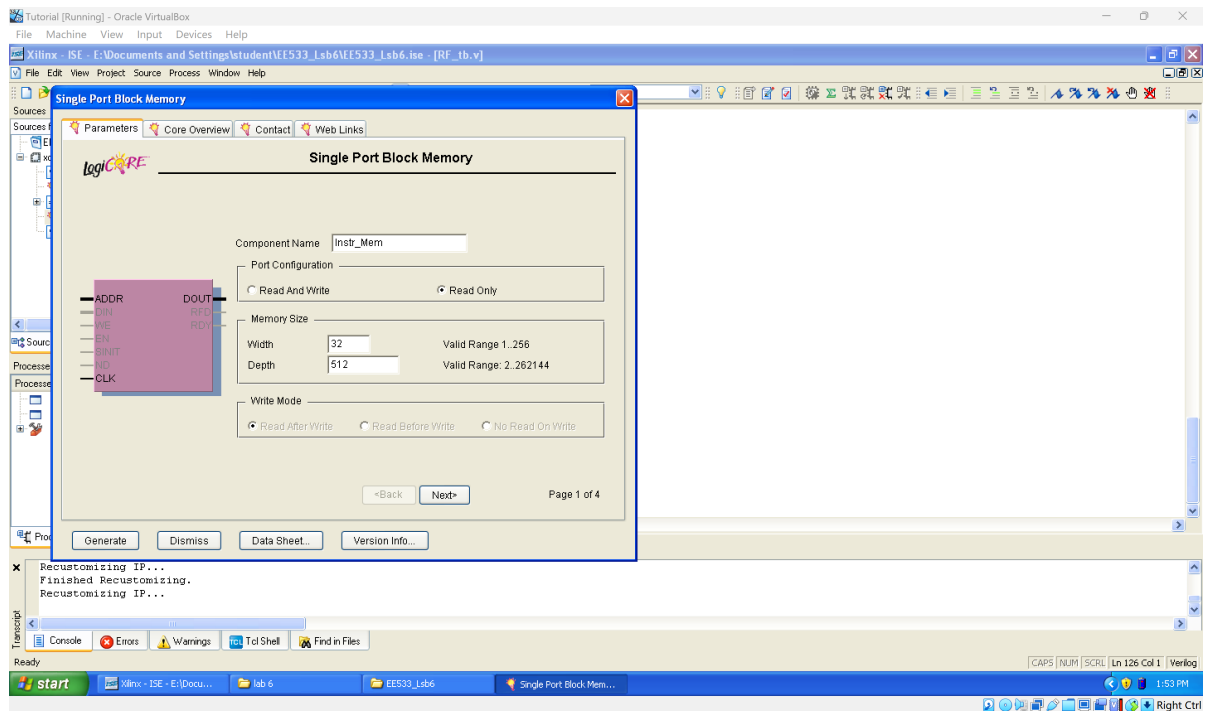 Tutorial [Running] - Oracle VirtualBox
File Machine View Input Devices Help
Xilinx - ISE - E:\Documents and Settings\student\EE533_Lsb6\EE533_Lsb6.ise - [RF_tb.v]
File Edit View Project Source Process Window Help
Sources
Sources f
Single Port Block Memory
Parameters Core Overview Contact Web Links
LogiCORE
Single Port Block Memory
Component Name Instr_Mem
Port Configuration
Read And Write Read Only
ADDR DOUT
DIN RFD
WE RDY
EN
SINIT
ND
CLK
Memory Size
Width 32 Valid Range 1..256
Depth 512 Valid Range: 2..262144
Write Mode
Read After Write Read Before Write No Read On Write
<Back Next> Page 1 of 4
Generate Dismiss Data Sheet... Version Info...
Sourc
Processe
Processe
Proc
Recustomizing IP...
Finished Recustomizing.
Recustomizing IP...
Transcript
Console Errors Warnings Tcl Shell Find in Files
Ready
CAPS NUM SCRL Ln 126 Col 1 Verilog
start Xilinx - ISE - E:\Docu... lab 6 EE533_Lsb6 Single Port Block Mem... 1:53 PM
Right Ctrl